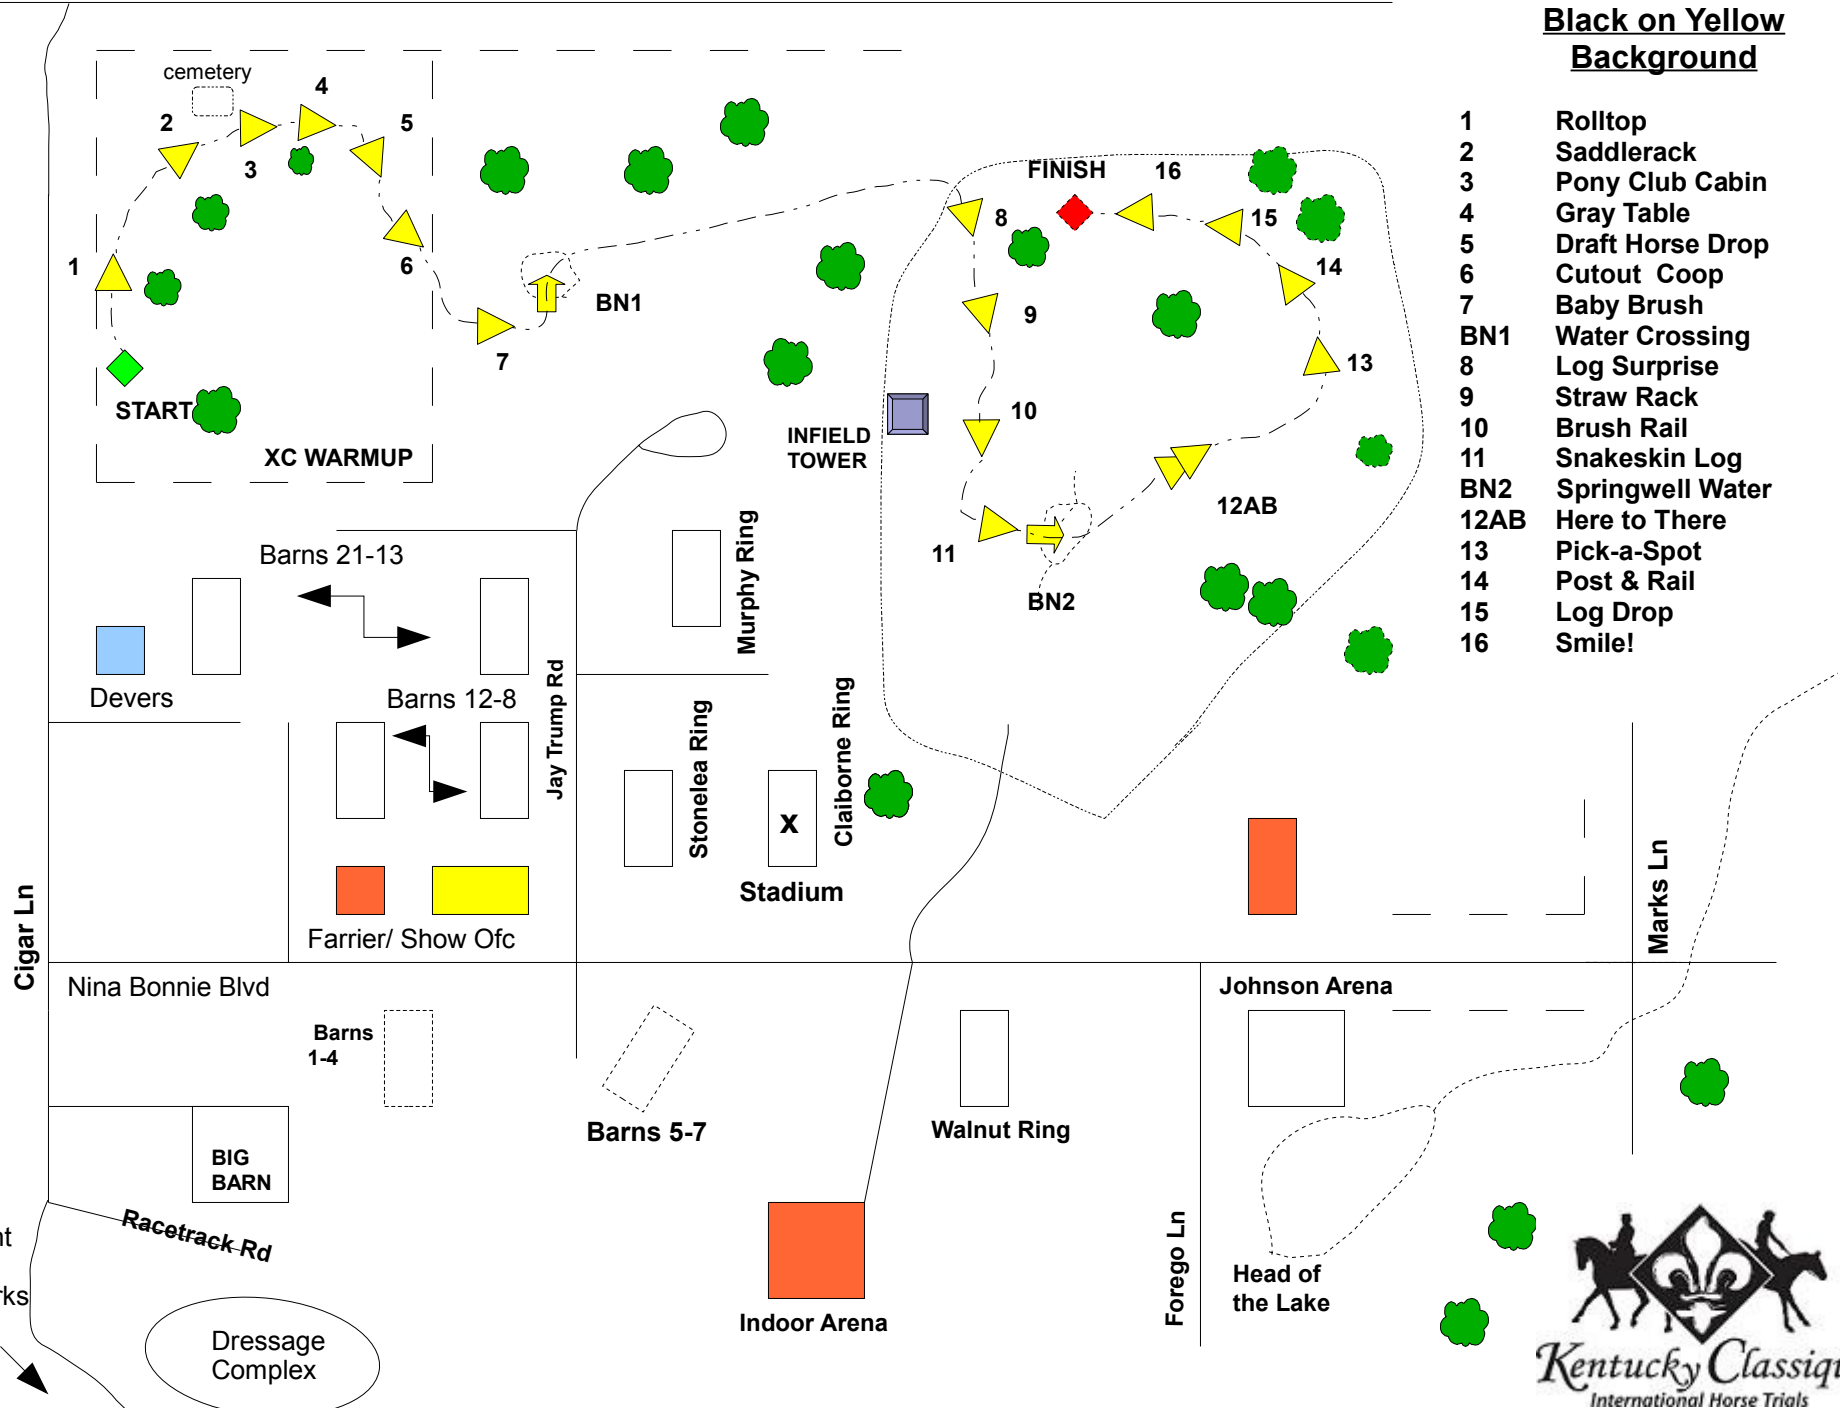 Black on Yellow
Background
1 Rolltop
2 Saddlerack
3 Pony Club Cabin
4 Gray Table
5 Draft Horse Drop
6 Cutout Coop
7 Baby Brush
BN1 Water Crossing
8 Log Surprise
9 Straw Rack
10 Brush Rail
11 Snakeskin Log
BN2 Springwell Water
12AB Here to There
13 Pick-a-Spot
14 Post & Rail
15 Log Drop
16 Smile!
cemetery
1
2
3
4
5
6
7
BN1
START
XC WARMUP
8
9
10
11
BN2
12AB
13
14
15
16
FINISH
INFIELD
TOWER
Barns 21-13
Devers
Barns 12-8
Jay Trump Rd
Murphy Ring
Stonelea Ring
Claiborne Ring
x
Stadium
Farrier/ Show Ofc
Cigar Ln
Nina Bonnie Blvd
Marks Ln
Johnson Arena
Barns
1-4
Barns 5-7
Walnut Ring
BIG
BARN
Racetrack Rd
Dressage
Complex
Indoor Arena
Forego Ln
Head of
the Lake
Kentucky Classiq
International Horse Trials